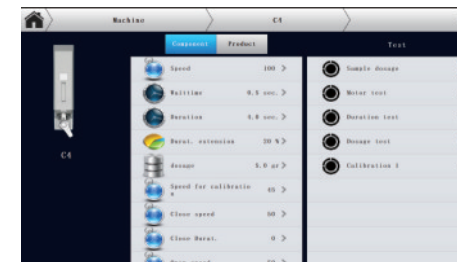 Machine
C4
Component
Product
Test
Speed
100
Waittime
0.5 sec.
Duration
4.0 sec.
Durat. extension
20 %
dosage
5.0 gr
Speed for calibratio
n
45
Close speed
90
Close Durat.
0
Sample dosage
Motor test
Duration test
Dosage test
Calibration 1
C4